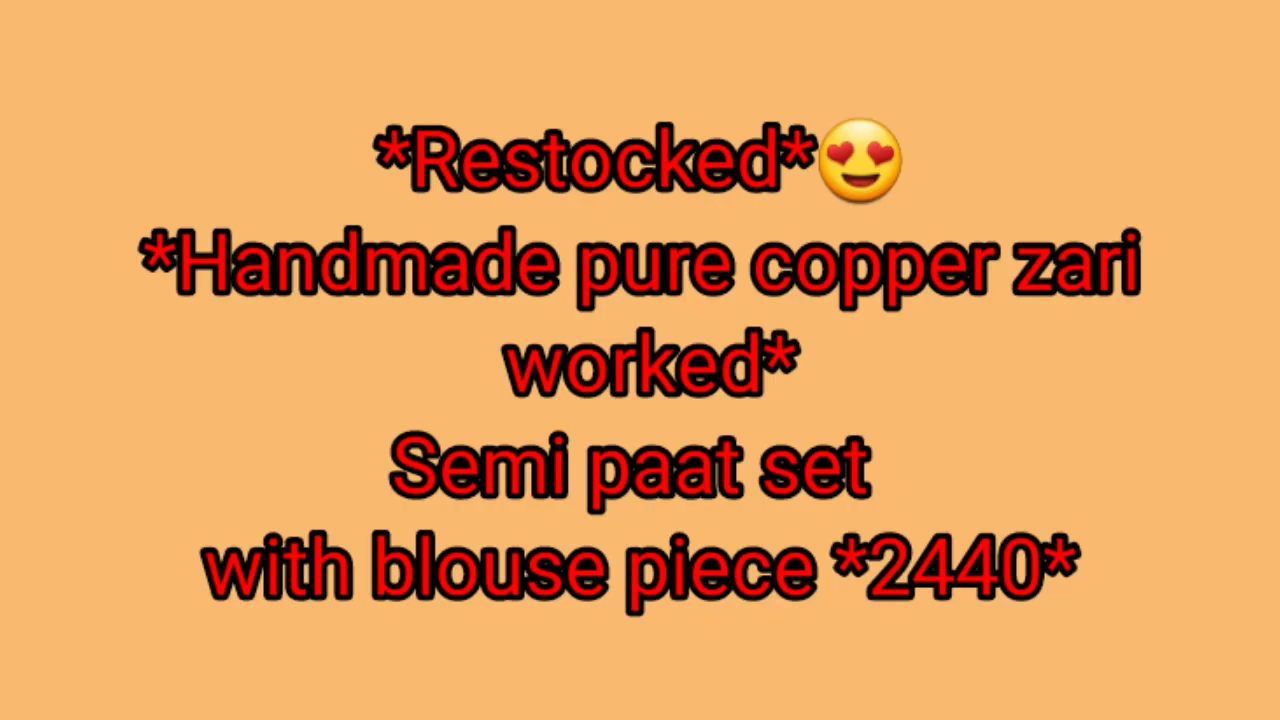 *Restocked*😍
*Handmade pure copper zari
worked*
Semi paat set
with blouse piece *2440*